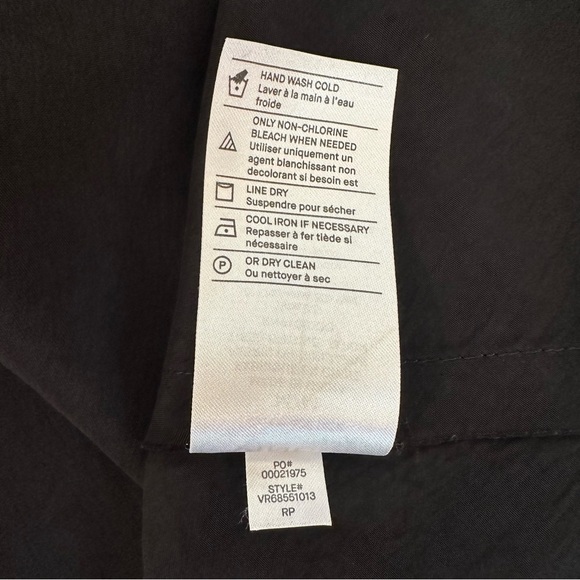 HAND WASH COLD
Laver à la main à l'eau
froide
ONLY NON-CHLORINE
BLEACH WHEN NEEDED
Utiliser uniquement un
agent blanchissant non
decolorant si besoin est
LINE DRY
Suspendre pour sécher
COOL IRON IF NECESSARY
Repasser à fer tiède si
nécessaire
P
OR DRY CLEAN
Ou nettoyer à sec
PO#
00021975
STYLE#
VR68551013
RP